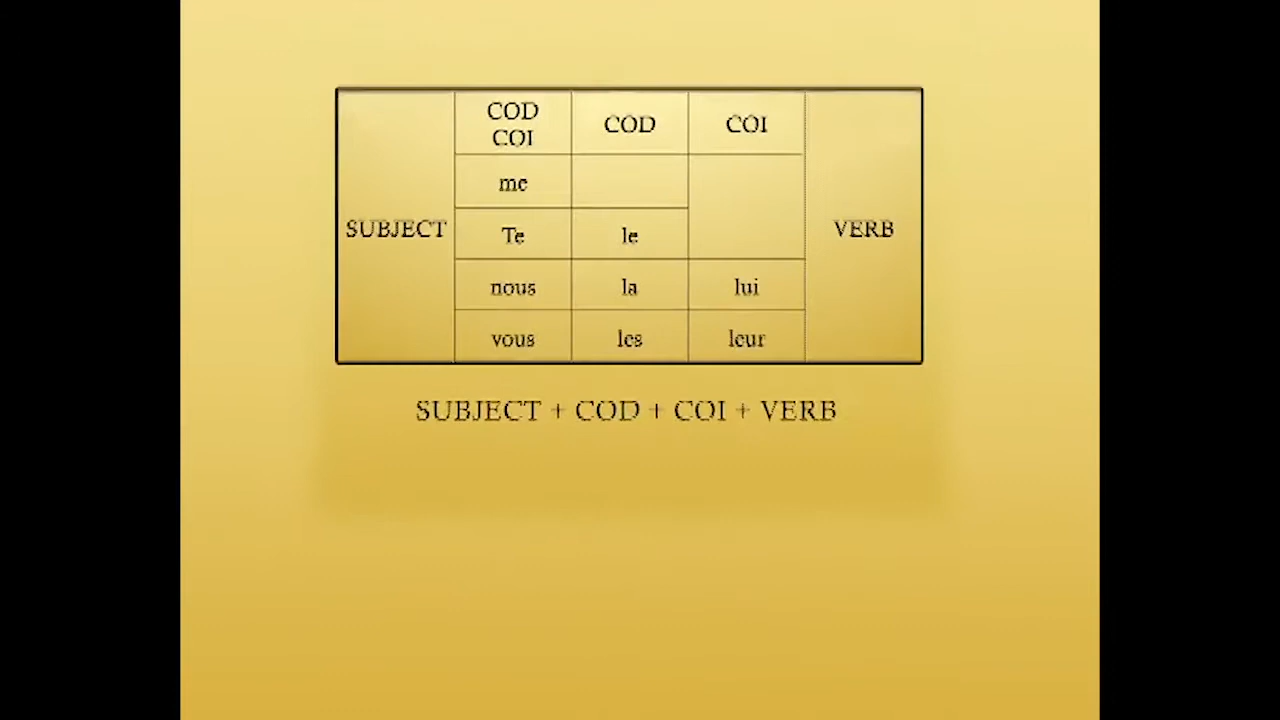 COD
COI
COD
COI
me
SUBJECT
Te
le
VERB
nous
la
lui
vous
les
leur
SUBJECT + COD + COI + VERB